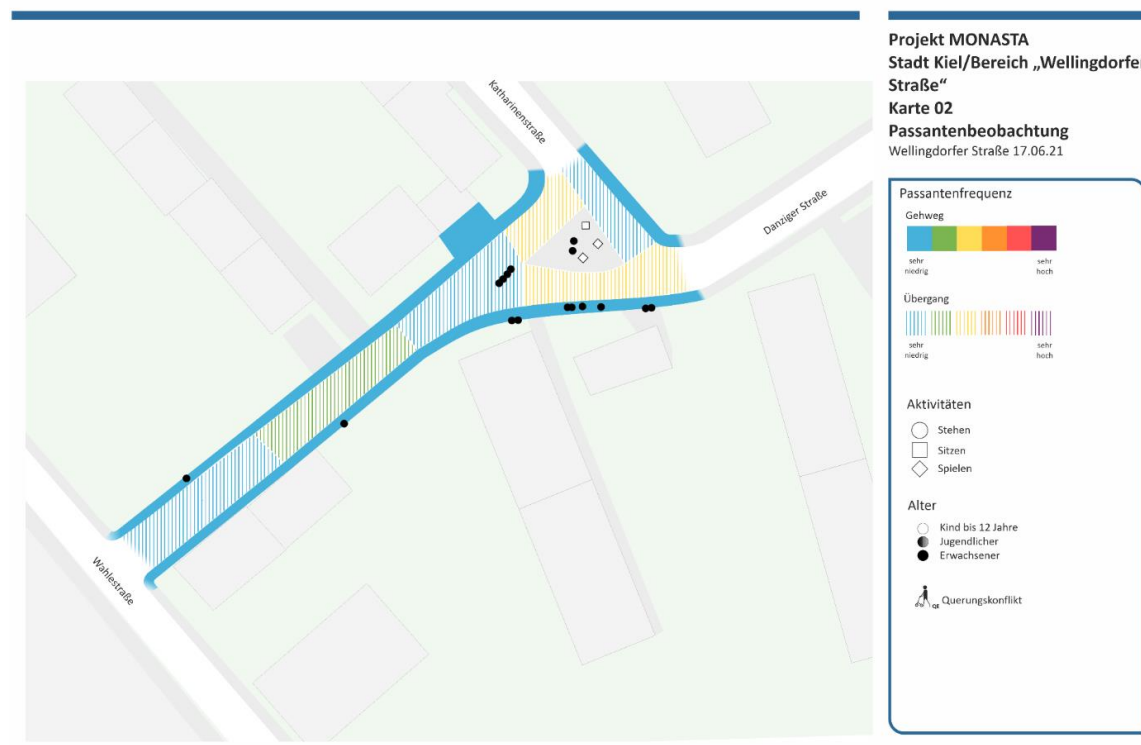 Projekt MONASTA
Stadt Kiel/Bereich „Wellingdorfer
Straße“
Karte 02
Passantenbeobachtung
Wellingdorfer Straße 17.06.21
Katharinenstraße
Danziger Straße
Wahlestraße
Passantenfrequenz
Gehweg
sehr
niedrig
sehr
hoch
Übergang
sehr
niedrig
sehr
hoch
Aktivitäten
Stehen
Sitzen
Spielen
Alter
Kind bis 12 Jahre
Jugendlicher
Erwachsener
QE Querungskonflikt